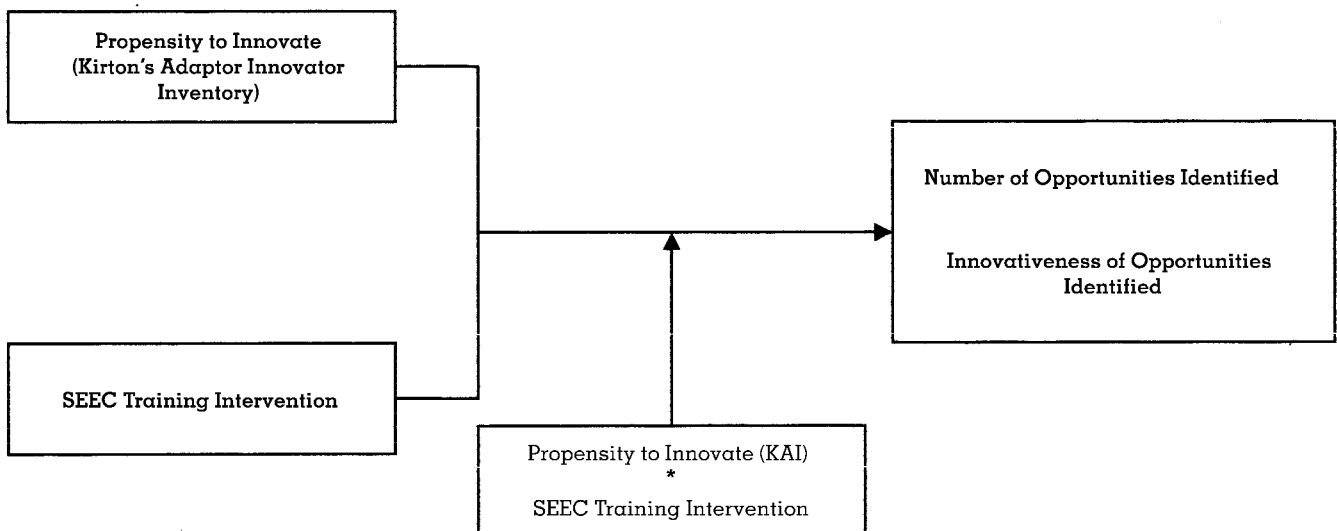 Propensity to Innovate
(Kirton's Adaptor Innovator
Inventory)
SEEC Training Intervention
Propensity to Innovate (KAI)
*
SEEC Training Intervention
Number of Opportunities Identified
Innovativeness of Opportunities
Identified